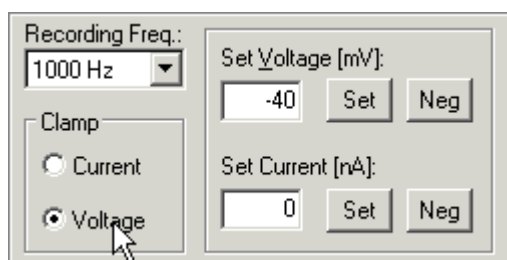 Recording Freq.:
1000 Hz
Clamp
Current
Voltage
Set Voltage [mV]:
-40 Set Neg
Set Current [nA]:
0 Set Neg